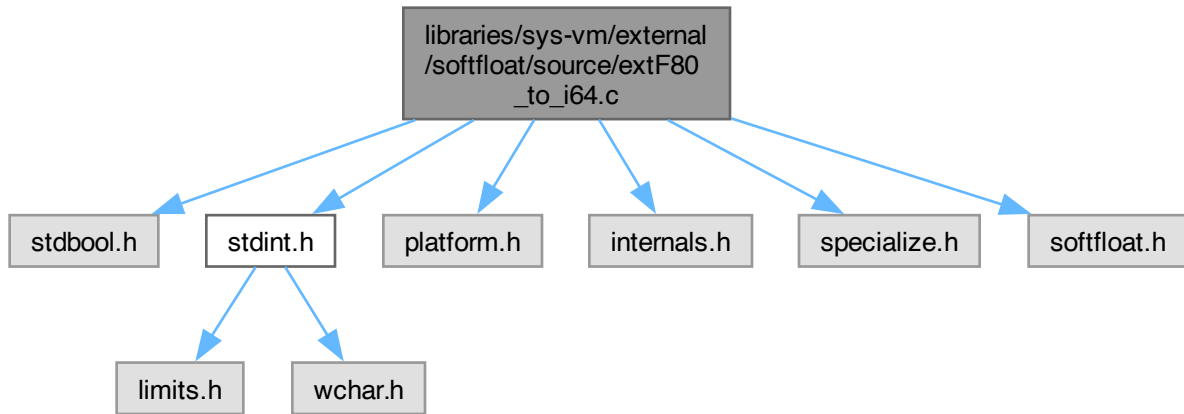 libraries/sys-vm/external
/softfloat/source/extF80
_to_i64.c
stdbool.h
stdint.h
platform.h
internals.h
specialize.h
softfloat.h
limits.h
wchar.h